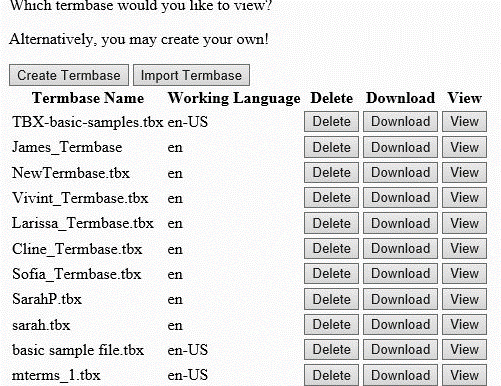 Which termbase would you like to view?
Alternatively, you may create your own!
Create Termbase Import Termbase
Termbase Name Working Language Delete Download View
TBX-basic-samples.tbx en-US Delete Download View
James_Termbase en Delete Download View
NewTermbase.tbx en Delete Download View
Vivint_Termbase.tbx en Delete Download View
Larissa_Termbase.tbx en Delete Download View
Cline_Termbase.tbx en Delete Download View
Sofia_Termbase.tbx en Delete Download View
SarahP.tbx en Delete Download View
sarah.tbx en Delete Download View
basic sample file.tbx en-US Delete Download View
mterms_1.tbx en-US Delete Download View